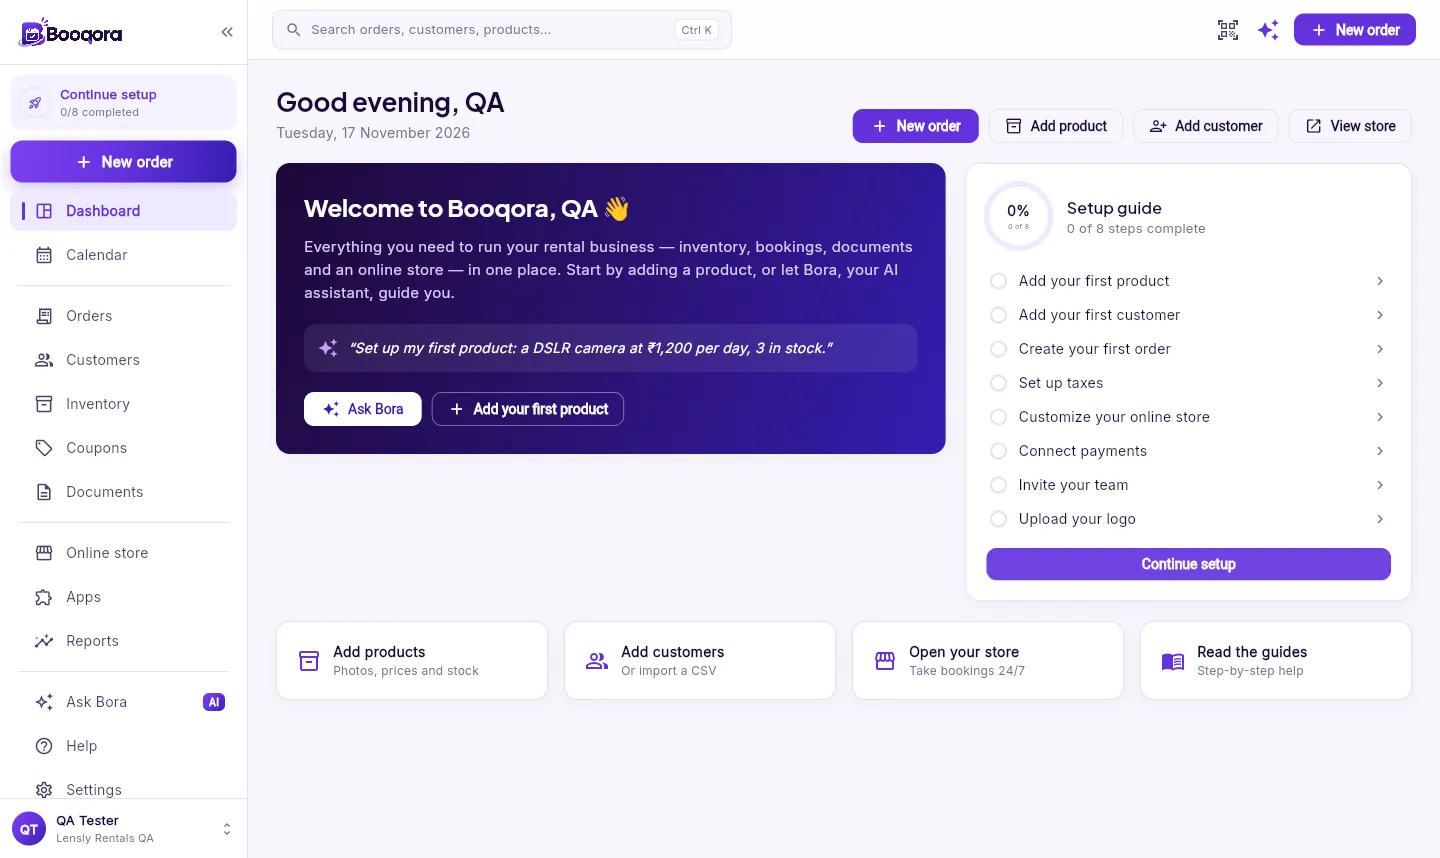 Booqora
Search orders, customers, products...
Ctrl K
New order
Continue setup
0/8 completed
New order
Dashboard
Calendar
Orders
Customers
Inventory
Coupons
Documents
Online store
Apps
Reports
Ask Bora
AI
Help
Settings
QT
QA Tester
Lensly Rentals QA
Good evening, QA
Tuesday, 17 November 2026
New order
Add product
Add customer
View store
Welcome to Booqora, QA 👋
Everything you need to run your rental business — inventory, bookings, documents
and an online store — in one place. Start by adding a product, or let Bora, your AI
assistant, guide you.
“Set up my first product: a DSLR camera at ₹1,200 per day, 3 in stock.”
Ask Bora
Add your first product
0%
0 of 8
Setup guide
0 of 8 steps complete
Add your first product
Add your first customer
Create your first order
Set up taxes
Customize your online store
Connect payments
Invite your team
Upload your logo
Continue setup
Add products
Photos, prices and stock
Add customers
Or import a CSV
Open your store
Take bookings 24/7
Read the guides
Step-by-step help